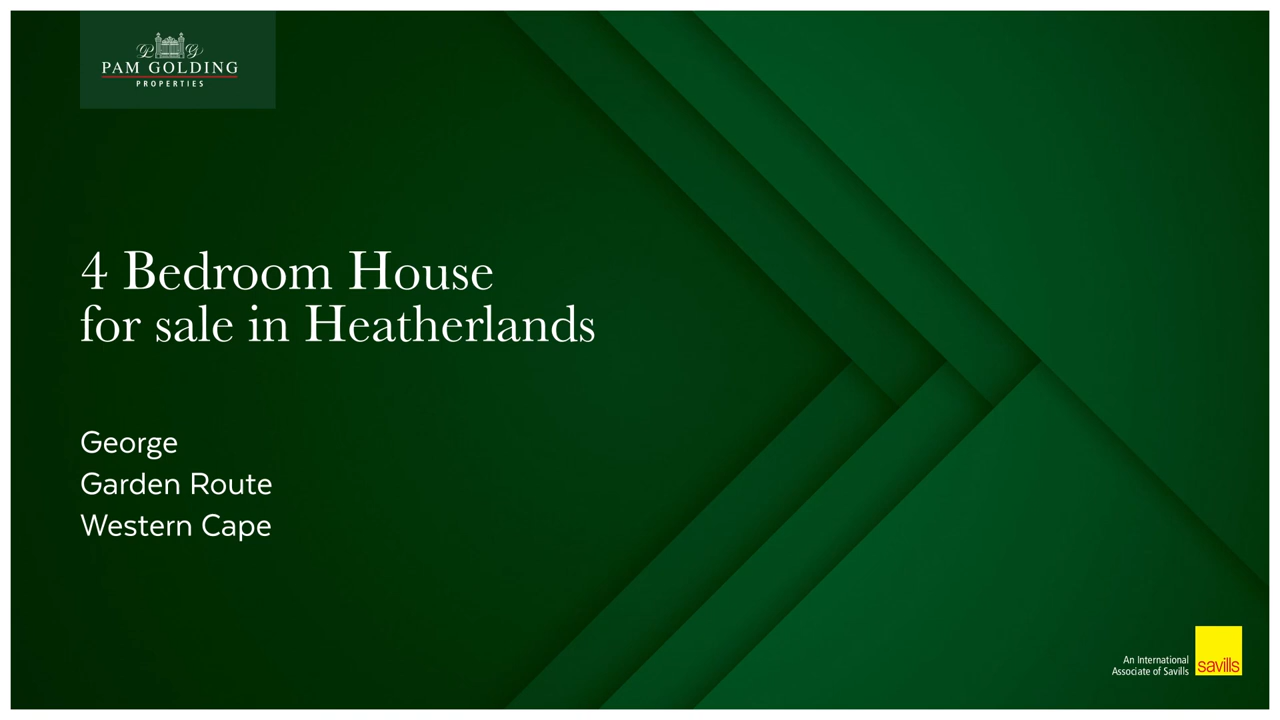 PAM GOLDING
PROPERTIES
4 Bedroom House
for sale in Heatherlands
George
Garden Route
Western Cape
An International
Associate of Savills
savills